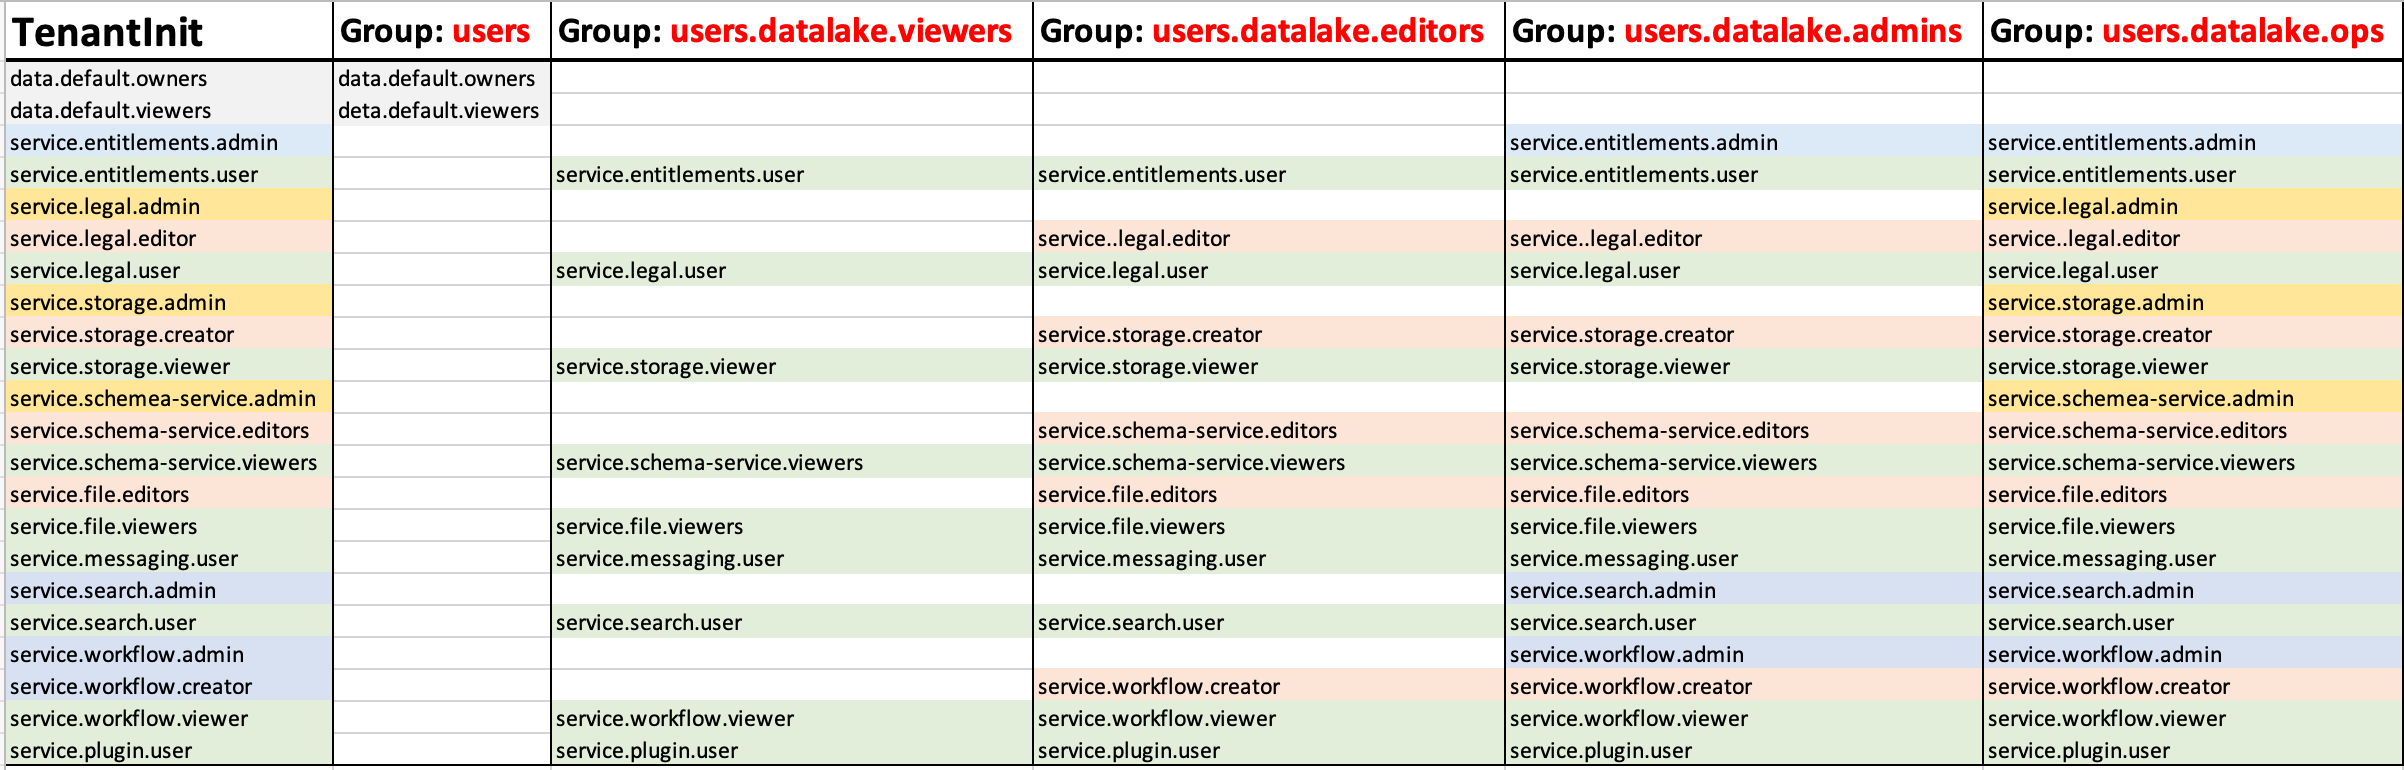 TenantInit Group: users Group: users.datalake.viewers Group: users.datalake.editors Group: users.datalake.admins Group: users.datalake.ops
data.default.owners data.default.owners
data.default.viewers deta.default.viewers
service.entitlements.admin service.entitlements.admin service.entitlements.admin
service.entitlements.user service.entitlements.user service.entitlements.user service.entitlements.user service.entitlements.user
service.legal.admin service.legal.admin
service.legal.editor service..legal.editor service..legal.editor service..legal.editor
service.legal.user service.legal.user service.legal.user service.legal.user service.legal.user
service.storage.admin service.storage.admin
service.storage.creator service.storage.creator service.storage.creator service.storage.creator
service.storage.viewer service.storage.viewer service.storage.viewer service.storage.viewer service.storage.viewer
service.schemea-service.admin service.schemea-service.admin
service.schema-service.editors service.schema-service.editors service.schema-service.editors service.schema-service.editors
service.schema-service.viewers service.schema-service.viewers service.schema-service.viewers service.schema-service.viewers service.schema-service.viewers
service.file.editors service.file.editors service.file.editors service.file.editors
service.file.viewers service.file.viewers service.file.viewers service.file.viewers service.file.viewers
service.messaging.user service.messaging.user service.messaging.user service.messaging.user service.messaging.user
service.search.admin service.search.admin service.search.admin
service.search.user service.search.user service.search.user service.search.user service.search.user
service.workflow.admin service.workflow.admin service.workflow.admin
service.workflow.creator service.workflow.creator service.workflow.creator service.workflow.creator
service.workflow.viewer service.workflow.viewer service.workflow.viewer service.workflow.viewer service.workflow.viewer
service.plugin.user service.plugin.user service.plugin.user service.plugin.user service.plugin.user